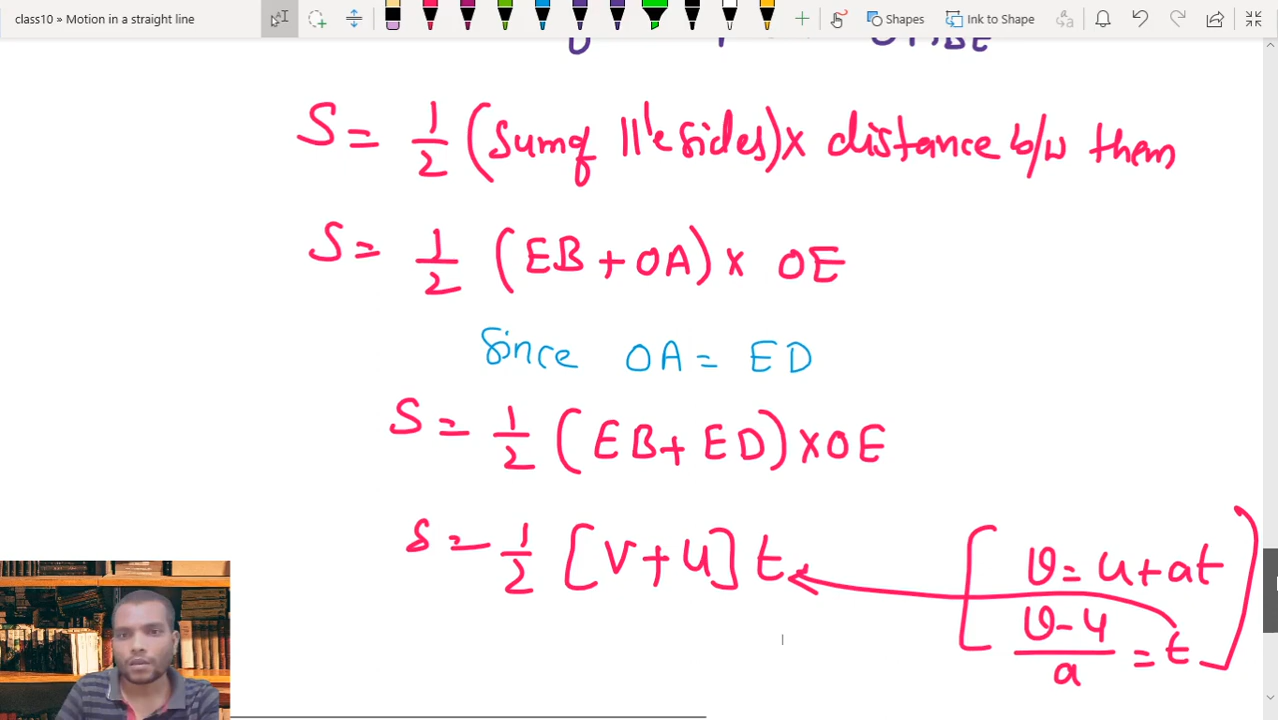 class10 » Motion in a straight line
Shapes
Ink to Shape
S = 1/2 (Sum of ||'le sides) x distance b/w them
S = 1/2 (EB + OA) x OE
Since OA = ED
S = 1/2 (EB + ED) x OE
s = 1/2 [v + u] t
[v = u + at
v - u / a = t]